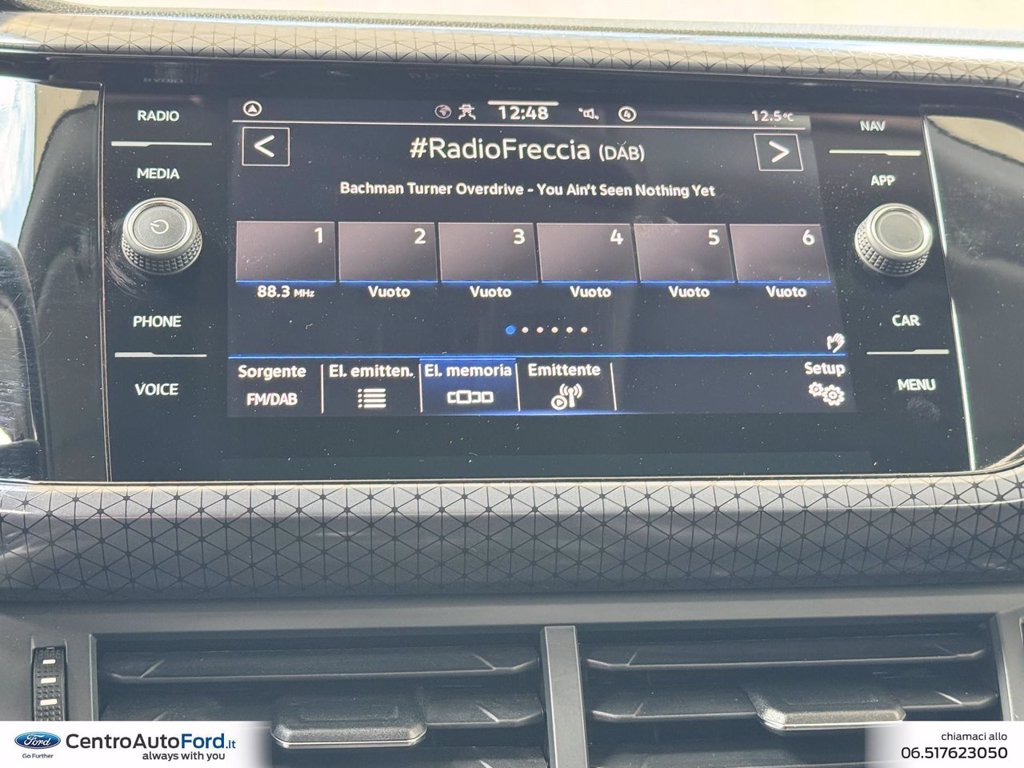 RADIO
MEDIA
PHONE
VOICE
12:48
4
12.5°C
<
#RadioFreccia (DAB)
>
Bachman Turner Overdrive - You Ain't Seen Nothing Yet
1 2 3 4 5 6
88.3 MHz Vuoto Vuoto Vuoto Vuoto Vuoto
Sorgente El. emitten. El. memoria Emittente Setup
FM/DAB
NAV
APP
CAR
MENU
Ford CentroAutoFord.it
Go Further always with you
chiamaci allo
06.517623050